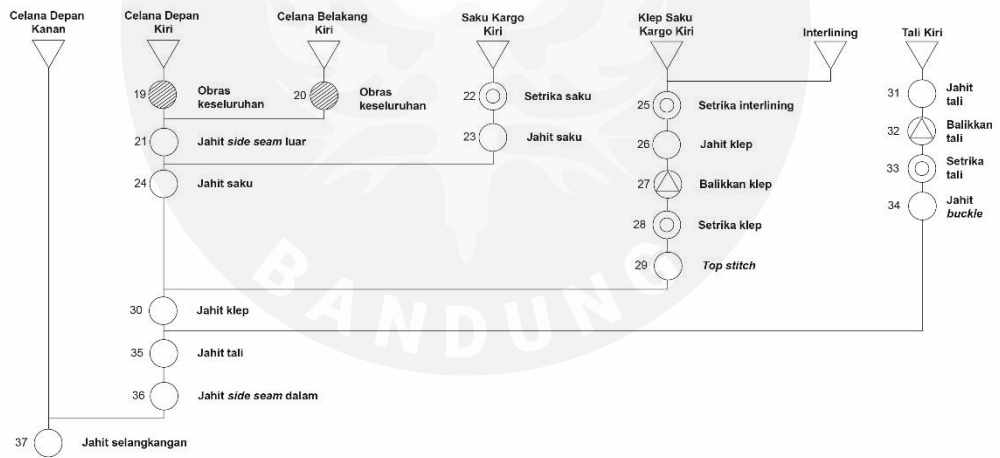 Celana Depan
Kanan
Celana Depan
Kiri
Celana Belakang
Kiri
Saku Kargo
Kiri
Klep Saku
Kargo Kiri
Interlining
Tali Kiri
19 Obras
keseluruhan
20 Obras
keseluruhan
21 Jahit side seam luar
22 Setrika saku
23 Jahit saku
24 Jahit saku
25 Setrika interlining
26 Jahit klep
27 Balikkan klep
28 Setrika klep
29 Top stitch
30 Jahit klep
31 Jahit
tali
32 Balikkan
tali
33 Setrika
tali
34 Jahit
buckle
35 Jahit tali
36 Jahit side seam dalam
37 Jahit selangkangan
BANDUNG